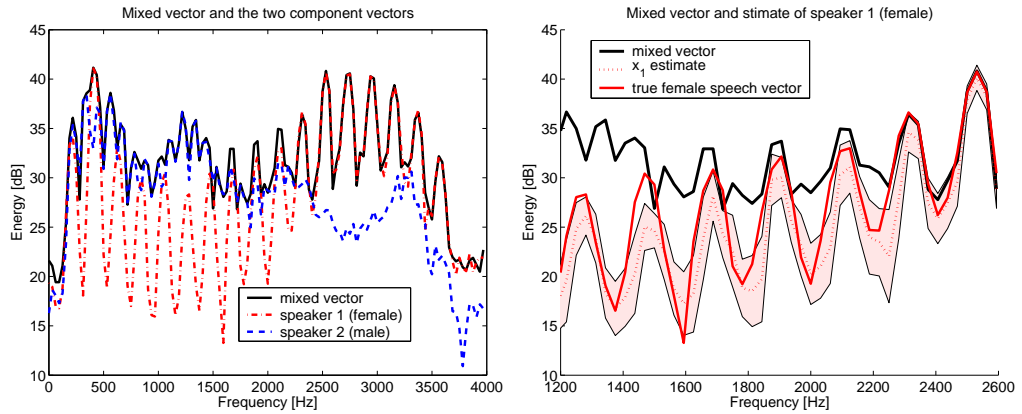 Mixed vector and the two component vectors
Energy [dB]
45
40
35
30
25
20
15
10
mixed vector
speaker 1 (female)
speaker 2 (male)
0 500 1000 1500 2000 2500 3000 3500 4000
Frequency [Hz]
Mixed vector and stimate of speaker 1 (female)
Energy [dB]
45
40
35
30
25
20
15
10
mixed vector
x1 estimate
true female speech vector
1200 1400 1600 1800 2000 2200 2400 2600
Frequency [Hz]